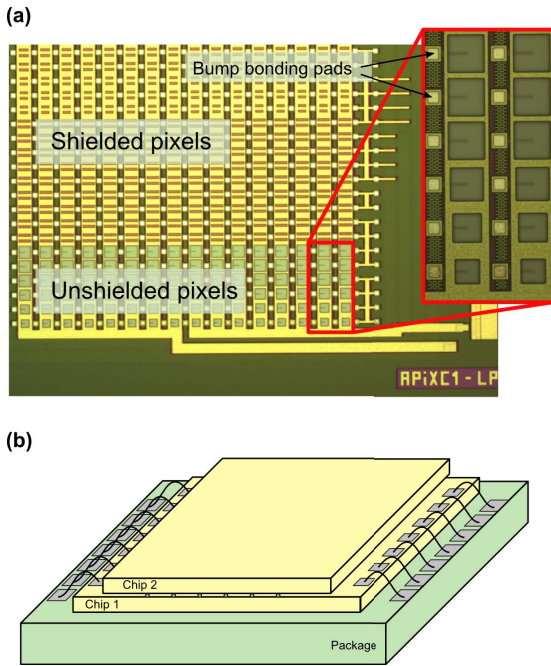 (a)
Bump bonding pads
Shielded pixels
Unshielded pixels
APiXC1-LP
(b)
Chip 2
Chip 1
Package